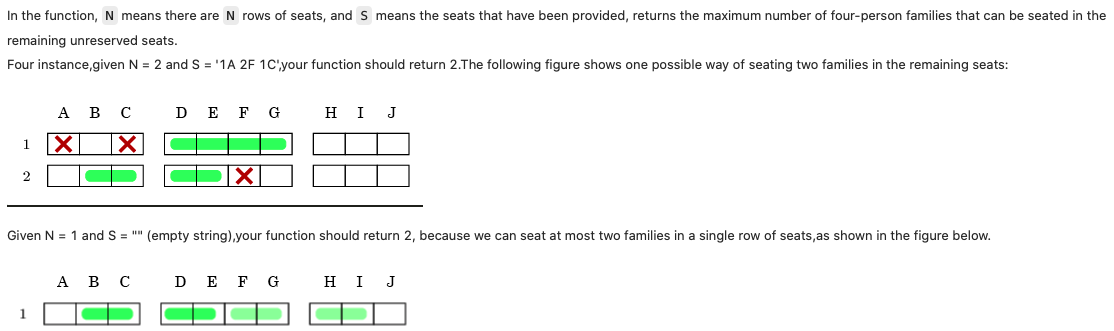 In the function, N means there are N rows of seats, and S means the seats that have been provided, returns the maximum number of four-person families that can be seated in the
remaining unreserved seats.
Four instance,given N = 2 and S = '1A 2F 1C',your function should return 2.The following figure shows one possible way of seating two families in the remaining seats:
A B C D E F G H I J
1
2
Given N = 1 and S = "" (empty string),your function should return 2, because we can seat at most two families in a single row of seats,as shown in the figure below.
A B C D E F G H I J
1